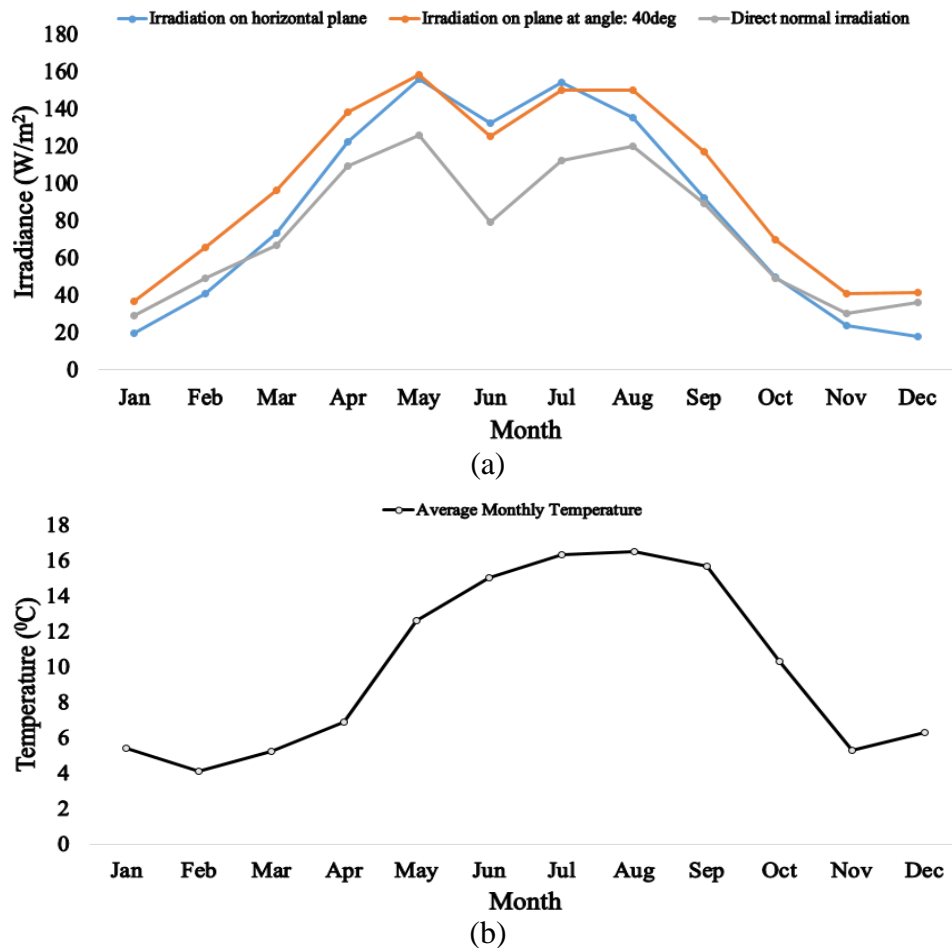 Irradiation on horizontal plane Irradiation on plane at angle: 40deg Direct normal irradiation
180
160
140
120
100
80
60
40
20
0
Irradiance (W/m²)
Jan Feb Mar Apr May Jun Jul Aug Sep Oct Nov Dec
Month
(a)
Average Monthly Temperature
18
16
14
12
10
8
6
4
2
0
Temperature (⁰C)
Jan Feb Mar Apr May Jun Jul Aug Sep Oct Nov Dec
Month
(b)